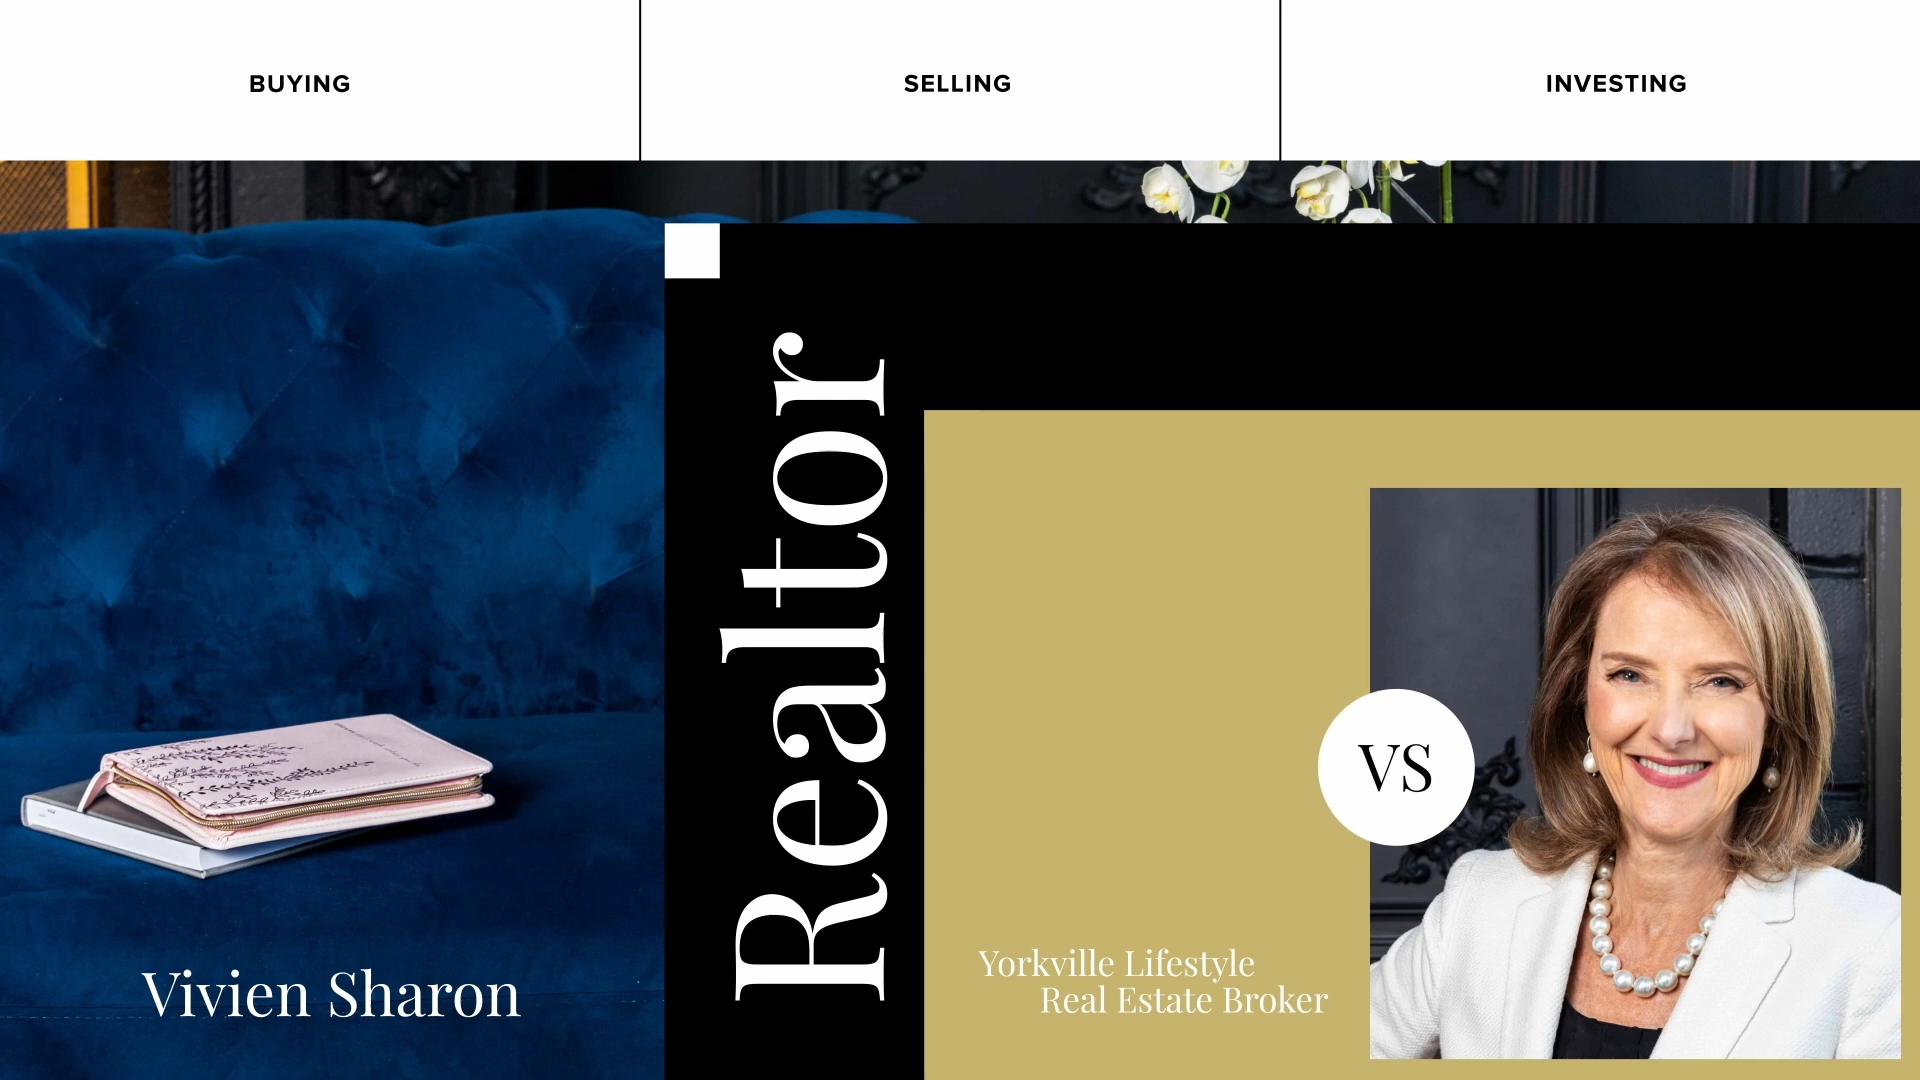 BUYING
SELLING
INVESTING
Realtor
VS
Yorkville Lifestyle
Real Estate Broker
Vivien Sharon